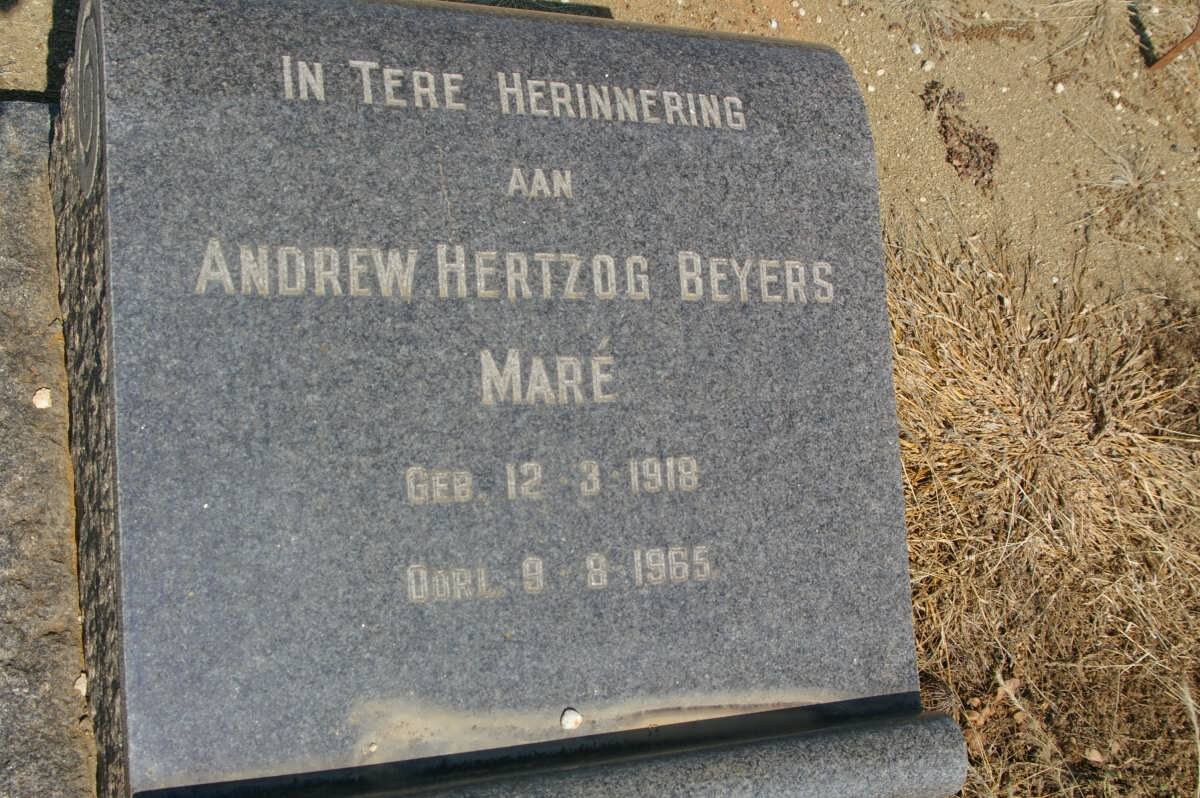 IN TERE HERINNERING
AAN
ANDREW HERTZOG BEYERS
MARÉ
GEB. 12-3-1918
OORL. 9-8-1965